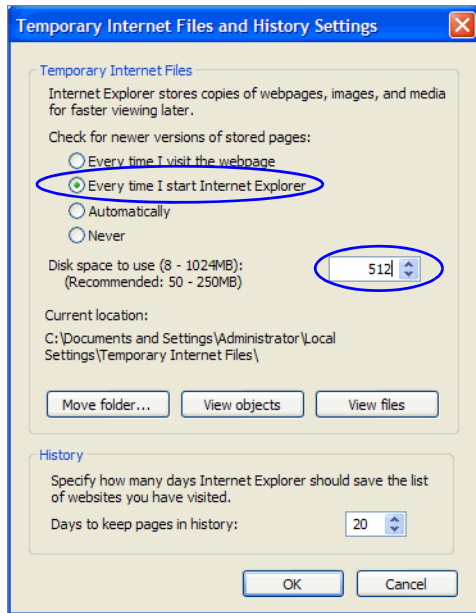 Temporary Internet Files and History Settings
Temporary Internet Files
Internet Explorer stores copies of webpages, images, and media
for faster viewing later.
Check for newer versions of stored pages:
Every time I visit the webpage
Every time I start Internet Explorer
Automatically
Never
Disk space to use (8 - 1024MB):
512
(Recommended: 50 - 250MB)
Current location:
C:\Documents and Settings\Administrator\Local
Settings\Temporary Internet Files\
Move folder... View objects View files
History
Specify how many days Internet Explorer should save the list
of websites you have visited.
Days to keep pages in history: 20
OK Cancel